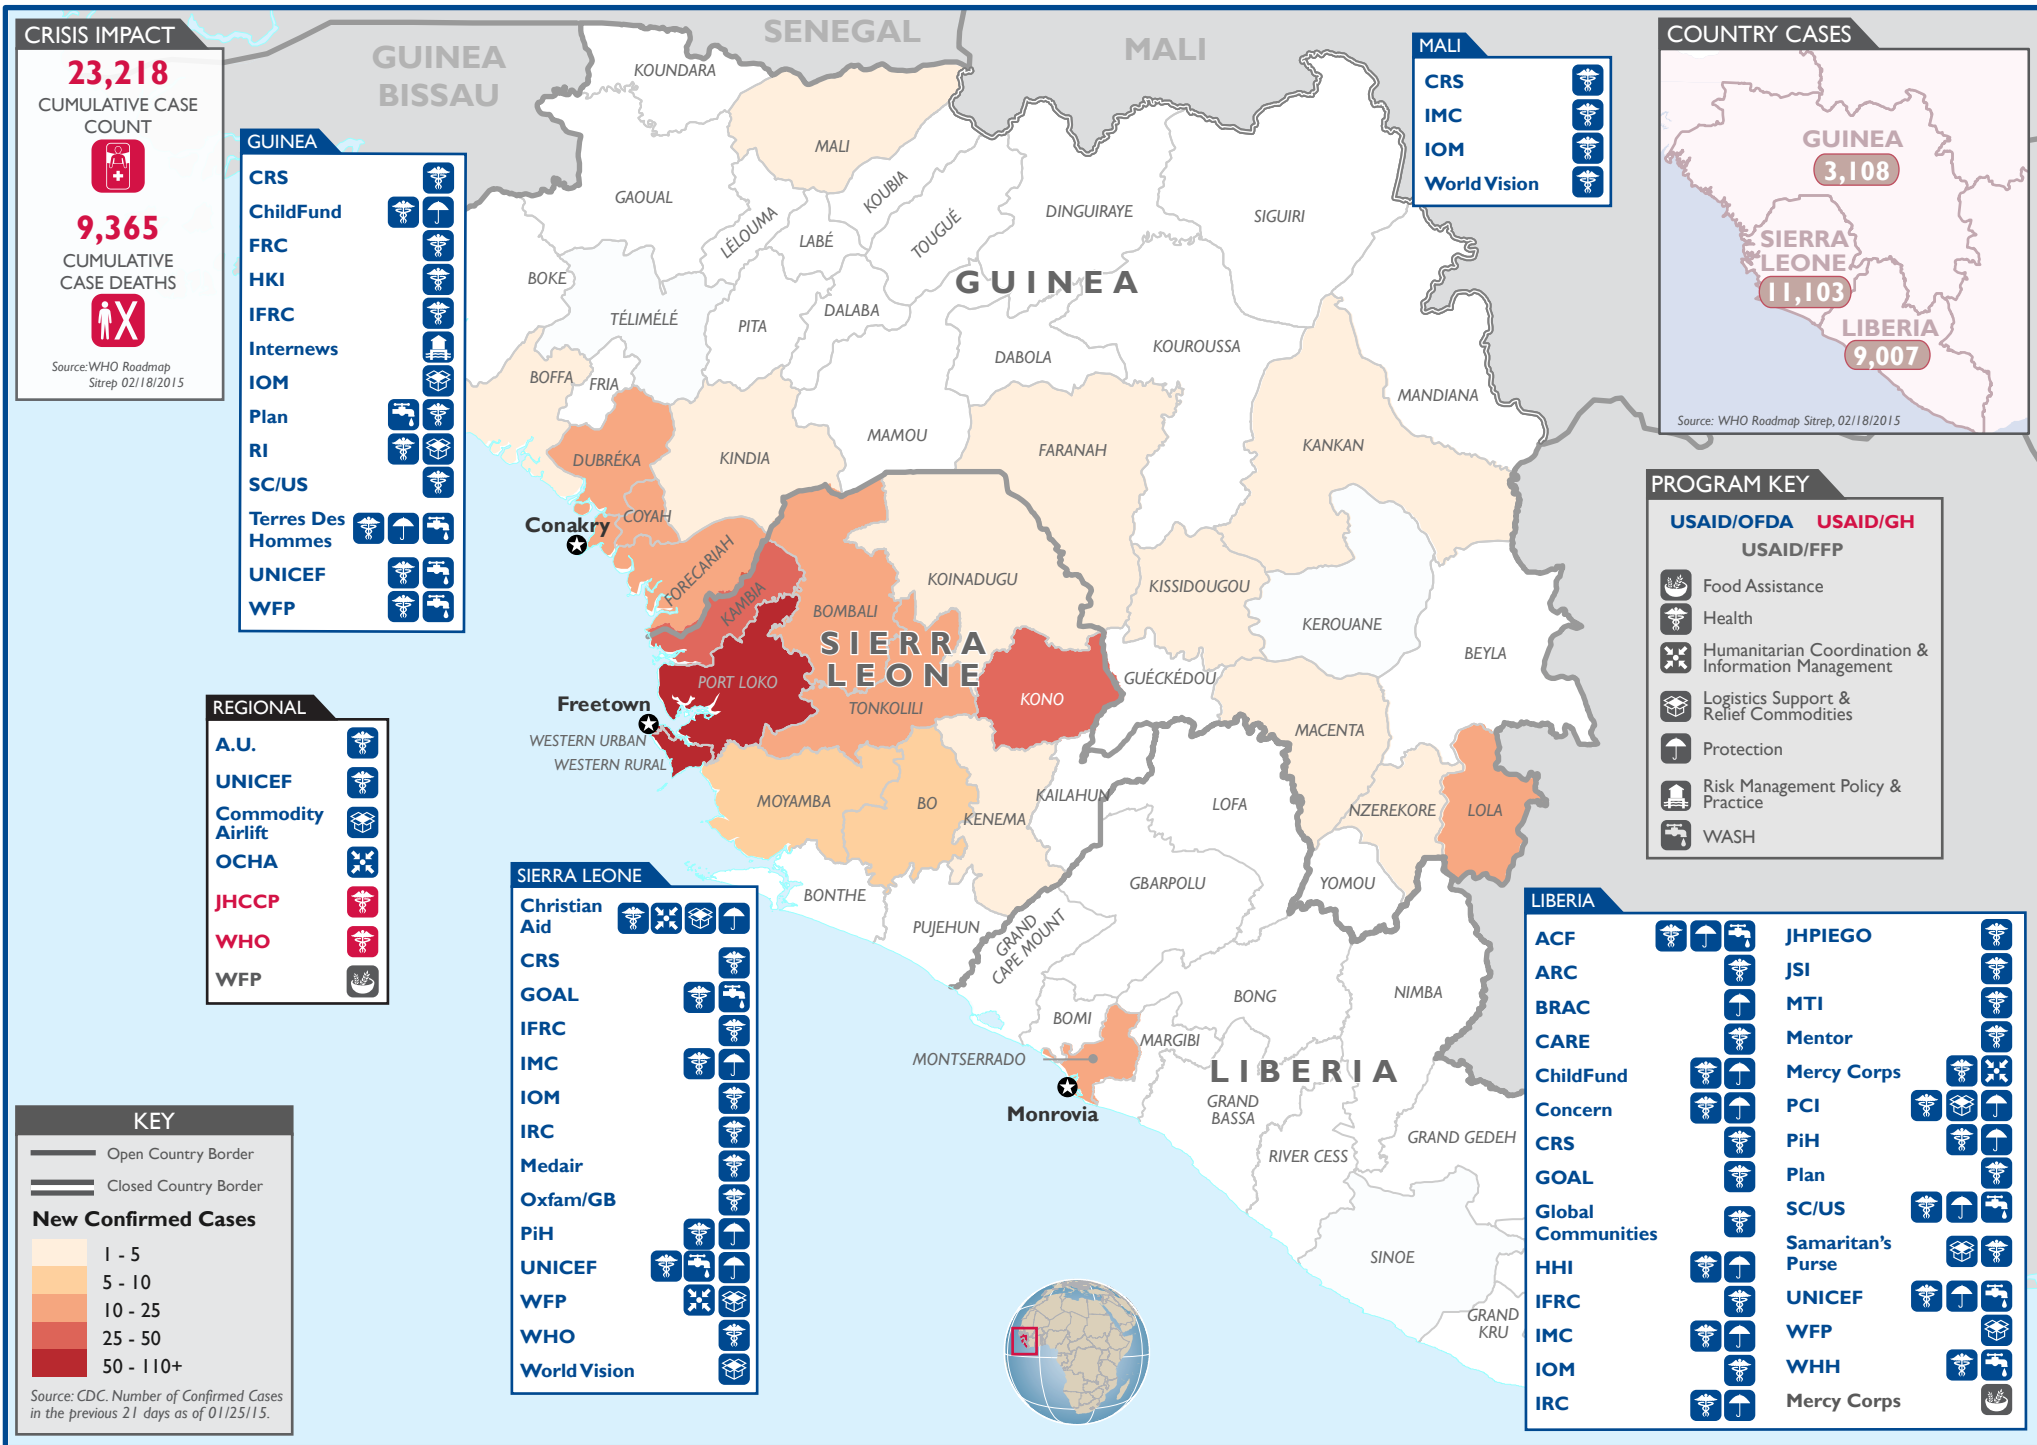 CRISIS IMPACT
23,218
CUMULATIVE CASE
COUNT
9,365
CUMULATIVE
CASE DEATHS
Source:WHO Roadmap
Sitrep 02/18/2015
GUINEA
CRS
ChildFund
FRC
HKI
IFRC
Internews
IOM
Plan
RI
SC/US
Terres Des
Hommes
UNICEF
WFP
REGIONAL
A.U.
UNICEF
Commodity
Airlift
OCHA
JHCCP
WHO
WFP
KEY
Open Country Border
Closed Country Border
New Confirmed Cases
1 - 5
5 - 10
10 - 25
25 - 50
50 - 110+
Source: CDC. Number of Confirmed Cases
in the previous 21 days as of 01/25/15.
SIERRA LEONE
Christian
Aid
CRS
GOAL
IFRC
IMC
IOM
IRC
Medair
Oxfam/GB
PiH
UNICEF
WFP
WHO
World Vision
GUINEA
BISSAU
SENEGAL
MALI
KOUNDARA
MALI
GAOUAL
KOUBIA
LÉLOUMA
LABÉ
TOUGUÉ
DINGUIRAYE
SIGUIRI
BOKE
GUINEA
TÉLIMÉLÉ
PITA
DALABA
DABOLA
KOUROUSSA
BOFFA
FRIA
MANDIANA
MAMOU
DUBRÉKA
KINDIA
FARANAH
KANKAN
COYAH
Conakry
FORECARIAH
KAMBIA
KOINADUGU
KISSIDOUGOU
BOMBALI
KEROUANE
SIERRA
LEONE
BEYLA
PORT LOKO
KONO
GUÉCKÉDOU
TONKOLILI
Freetown
WESTERN URBAN
WESTERN RURAL
MACENTA
MOYAMBA
BO
KENEMA
KAILAHUN
LOFA
NZEREKORE
LOLA
BONTHE
PUJEHUN
GBARPOLU
YOMOU
GRAND
CAPE MOUNT
BONG
NIMBA
BOMI
MARGIBI
MONTSERRADO
LIBERIA
Monrovia
GRAND
BASSA
GRAND GEDEH
RIVER CESS
SINOE
GRAND
KRU
MALI
CRS
IMC
IOM
World Vision
COUNTRY CASES
GUINEA
3,108
SIERRA
LEONE
11,103
LIBERIA
9,007
Source: WHO Roadmap Sitrep, 02/18/2015
PROGRAM KEY
USAID/OFDA USAID/GH
USAID/FFP
Food Assistance
Health
Humanitarian Coordination &
Information Management
Logistics Support &
Relief Commodities
Protection
Risk Management Policy &
Practice
WASH
LIBERIA
ACF
ARC
BRAC
CARE
ChildFund
Concern
CRS
GOAL
Global
Communities
HHI
IFRC
IMC
IOM
IRC
JHPIEGO
JSI
MTI
Mentor
Mercy Corps
PCI
PiH
Plan
SC/US
Samaritan's
Purse
UNICEF
WFP
WHH
Mercy Corps